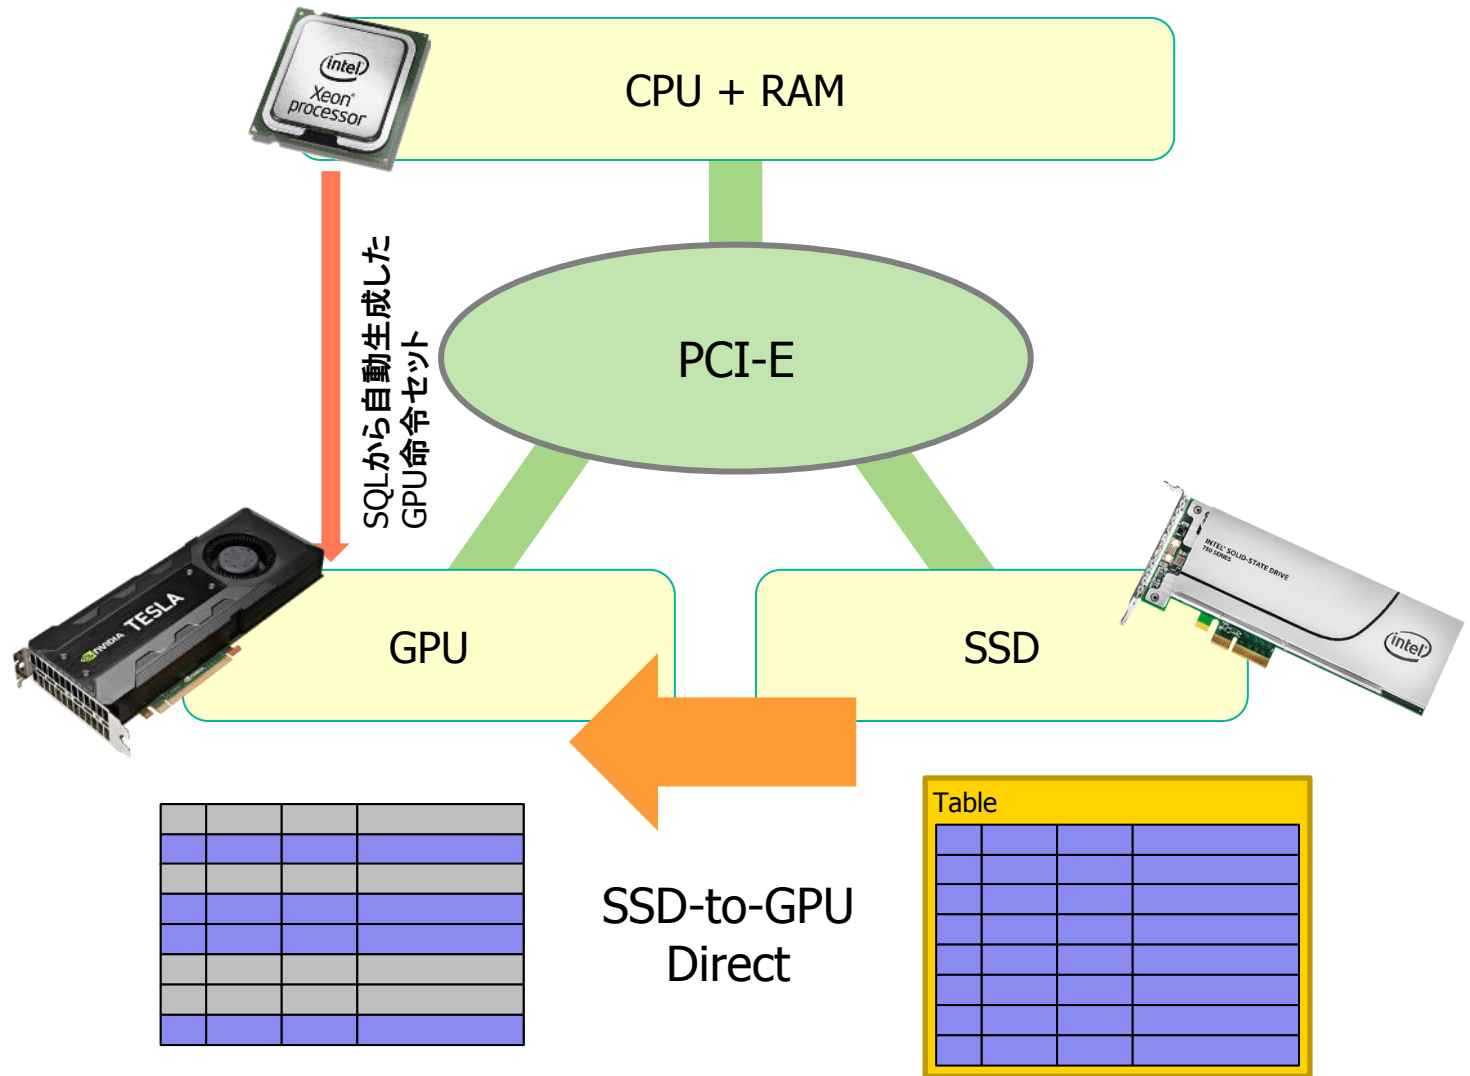 intel
Xeon®
processor
CPU + RAM
SQLから自動生成した
GPU命令セット
PCI-E
NVIDIA TESLA
GPU
SSD
INTEL® SOLID-STATE DRIVE
750 SERIES
intel
SSD-to-GPU
Direct
Table